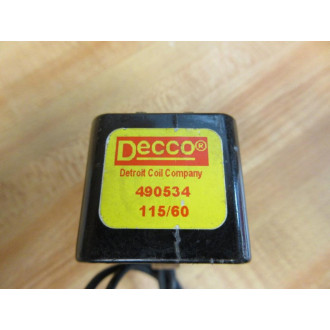 Decco®
Detroit Coil Company
490534
115/60